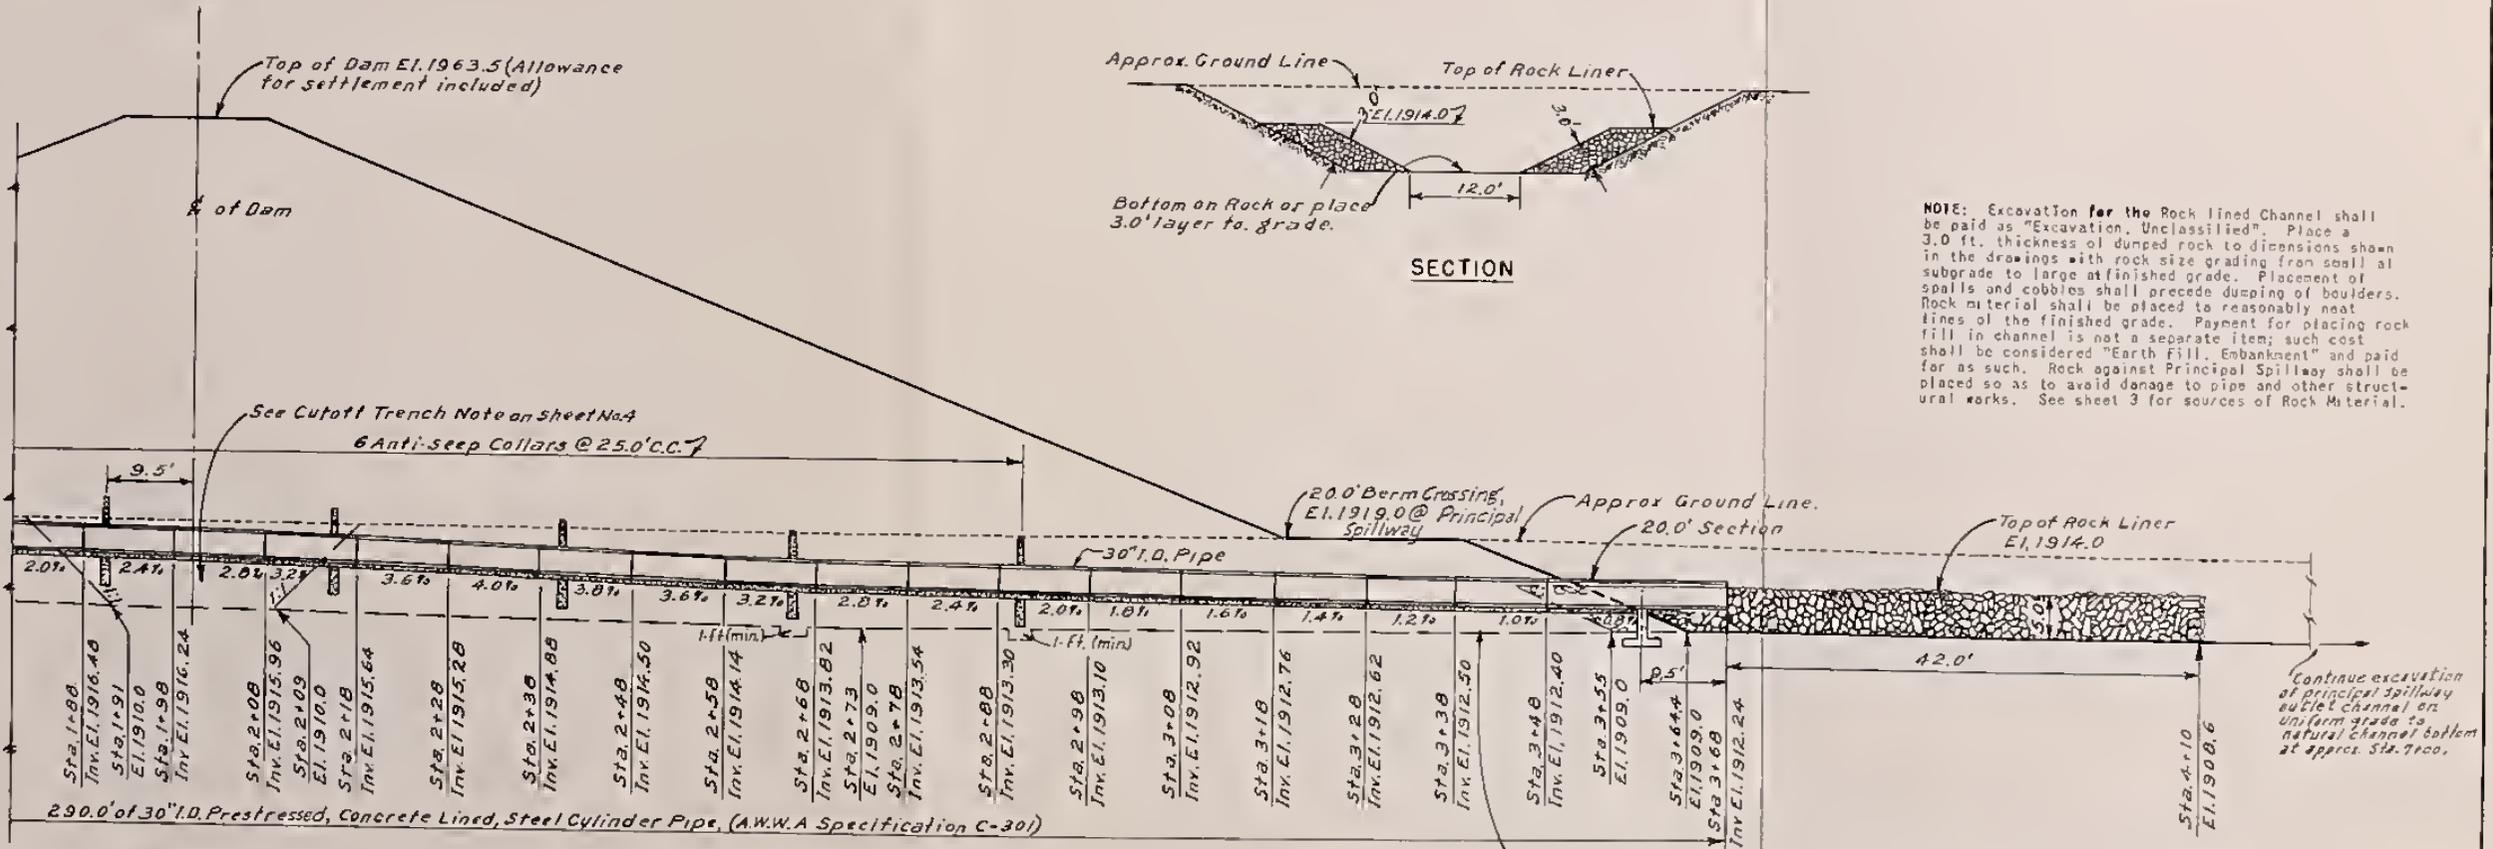 Top of Dam El. 1963.5 (Allowance
for settlement included)
℄ of Dam
See Cutoff Trench Note on Sheet No.4
6 Anti-Seep Collars @ 25.0' C.C.
9.5'
Approx. Ground Line
Top of Rock Liner
El. 1914.0
3.0'
12.0'
Bottom on Rock or place
3.0' layer to grade.
SECTION
NOTE: Excavation for the Rock lined Channel shall
be paid as "Excavation, Unclassified". Place a
3.0 ft. thickness of dumped rock to dimensions shown
in the drawings with rock size grading from small at
subgrade to large at finished grade. Placement of
spalls and cobbles shall precede dumping of boulders.
Rock material shall be placed to reasonably neat
lines of the finished grade. Payment for placing rock
fill in channel is not a separate item; such cost
shall be considered "Earth Fill, Embankment" and paid
for as such. Rock against Principal Spillway shall be
placed so as to avoid damage to pipe and other struct-
ural works. See sheet 3 for sources of Rock Material.
20.0' Berm Crossing,
El. 1919.0 @ Principal
Spillway
Approx Ground Line.
20.0' Section
Top of Rock Liner
El. 1914.0
30" I.D. Pipe
2.0%
2.4%
2.8%
3.2%
1:1
3.6%
4.0%
3.8%
3.6%
3.2%
2.8%
2.4%
2.0%
1.8%
1.6%
1.4%
1.2%
1.0%
0.8%
1-ft (min)
1-ft. (min)
5.0'
9.5'
42.0'
Sta. 1+88
Inv. El. 1916.48
Sta. 1+91
El. 1910.0
Sta. 1+98
Inv El. 1916.24
Sta. 2+08
Inv. El. 1915.96
Sta. 2+09
El. 1910.0
Sta. 2+18
Inv. El. 1915.64
Sta. 2+28
Inv. El 1915.28
Sta. 2+38
Inv. El. 1914.88
Sta. 2+48
Inv. El. 1914.50
Sta. 2+58
Inv. El. 1914.14
Sta. 2+68
Inv. El. 1913.82
Sta. 2+73
El. 1909.0
Sta. 2+78
Inv. El. 1913.54
Sta. 2+88
Inv. El. 1913.30
Sta. 2+98
Inv. El. 1913.10
Sta. 3+08
Inv. El. 1912.92
Sta. 3+18
Inv. El. 1912.76
Sta. 3+28
Inv. El. 1912.62
Sta. 3+38
Inv. El. 1912.50
Sta. 3+48
Inv. El. 1912.40
Sta. 3+55
El. 1909.0
Sta. 3+64.4
El. 1909.0
Sta 3+68
Inv El. 1912.24
Sta. 4+10
El. 1908.6
Continue excavation
of principal spillway
outlet channel on
uniform grade to
natural channel bottom
at approx. Sta. 7+00.
290.0' of 30" I.D. Prestressed, Concrete Lined, Steel Cylinder Pipe, (A.W.W.A Specification C-301)